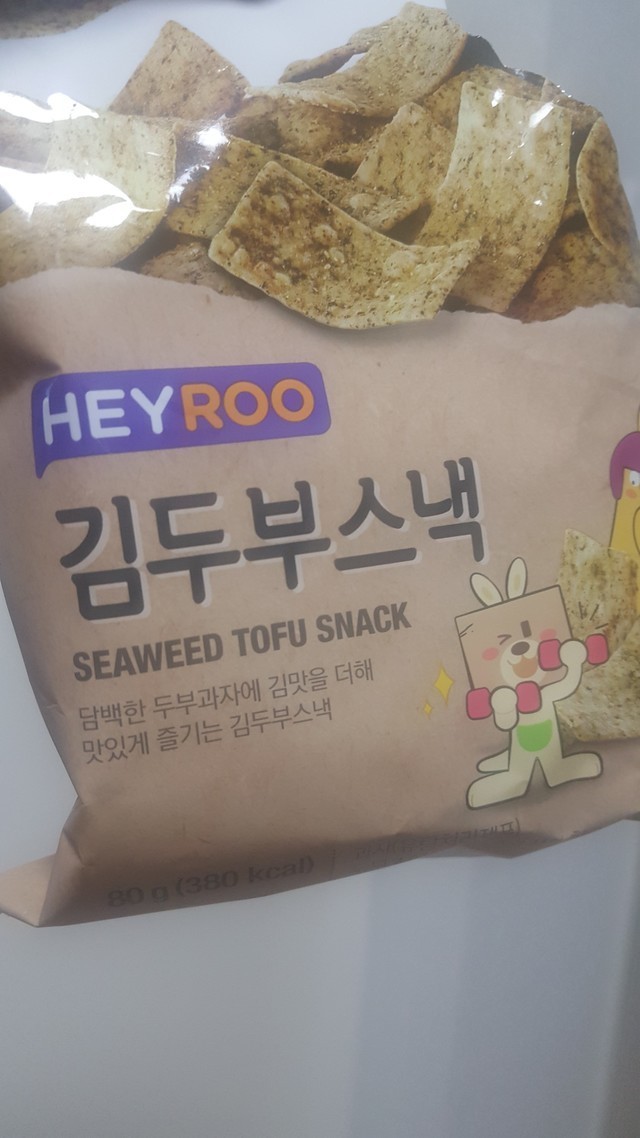 HEYROO
김두부스낵
SEAWEED TOFU SNACK
담백한 두부과자에 김맛을 더해
맛있게 즐기는 김두부스낵
80 g (380 kcal)